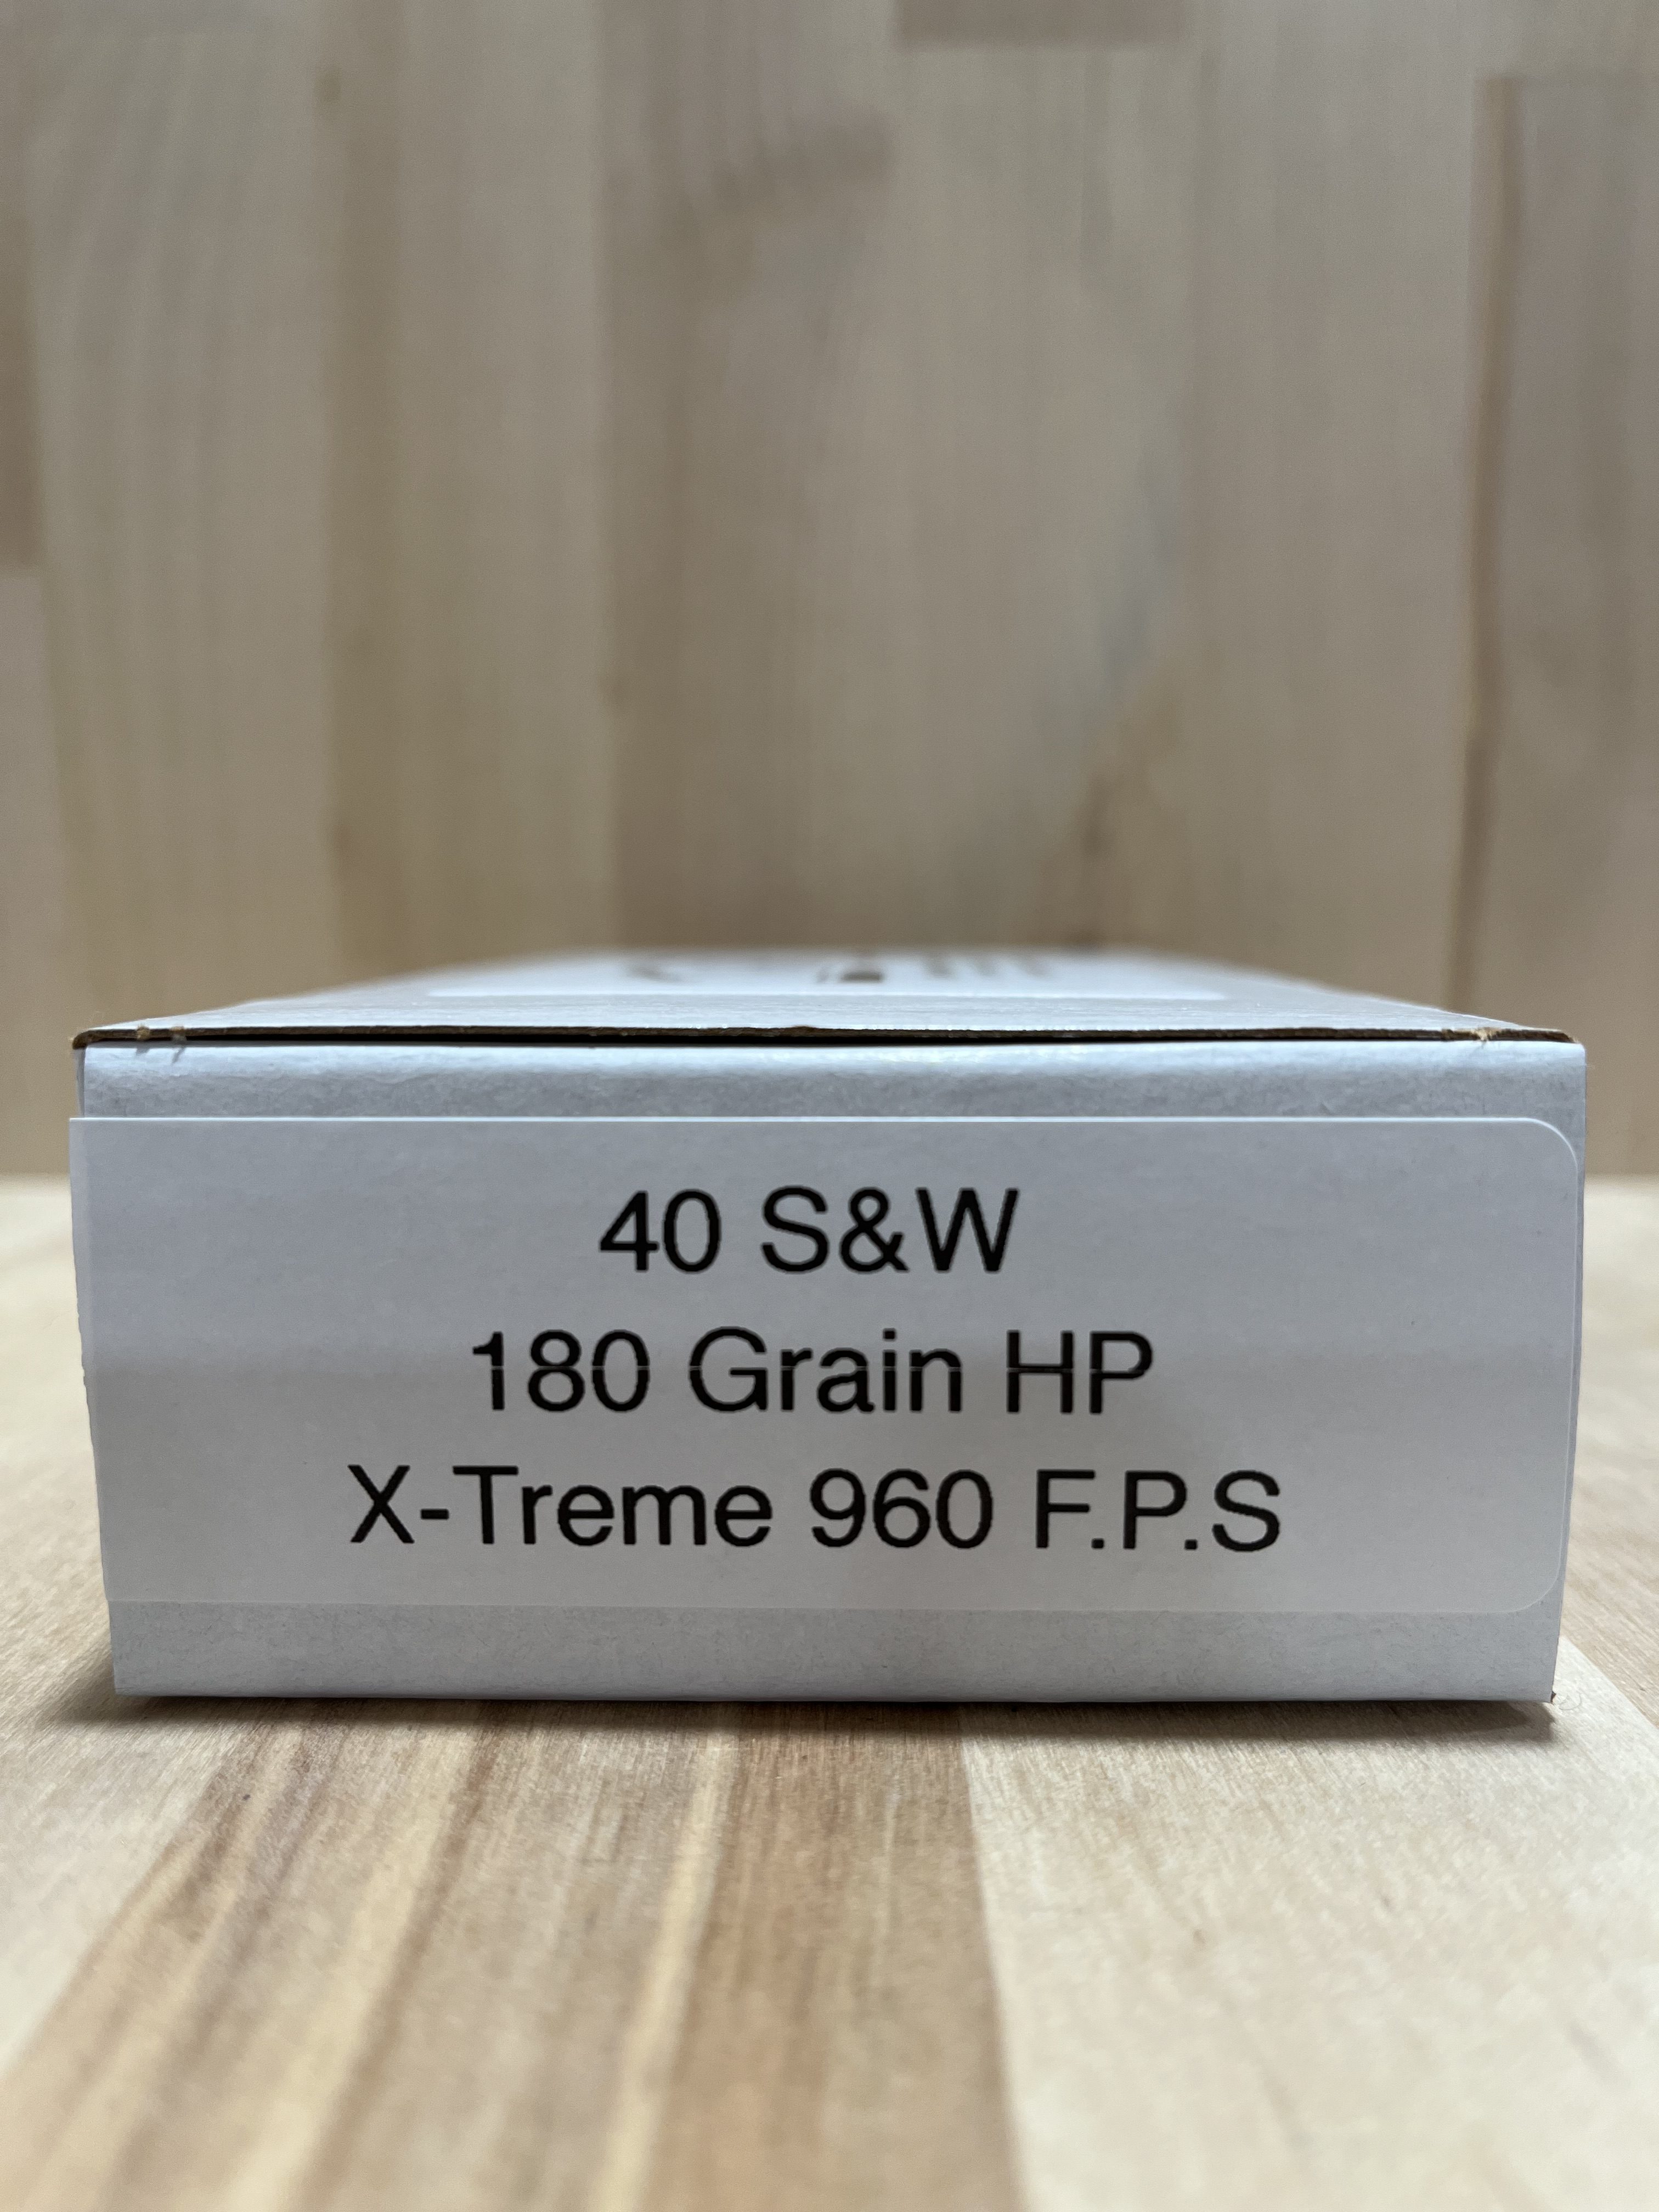 40 S&W
180 Grain HP
X-Treme 960 F.P.S